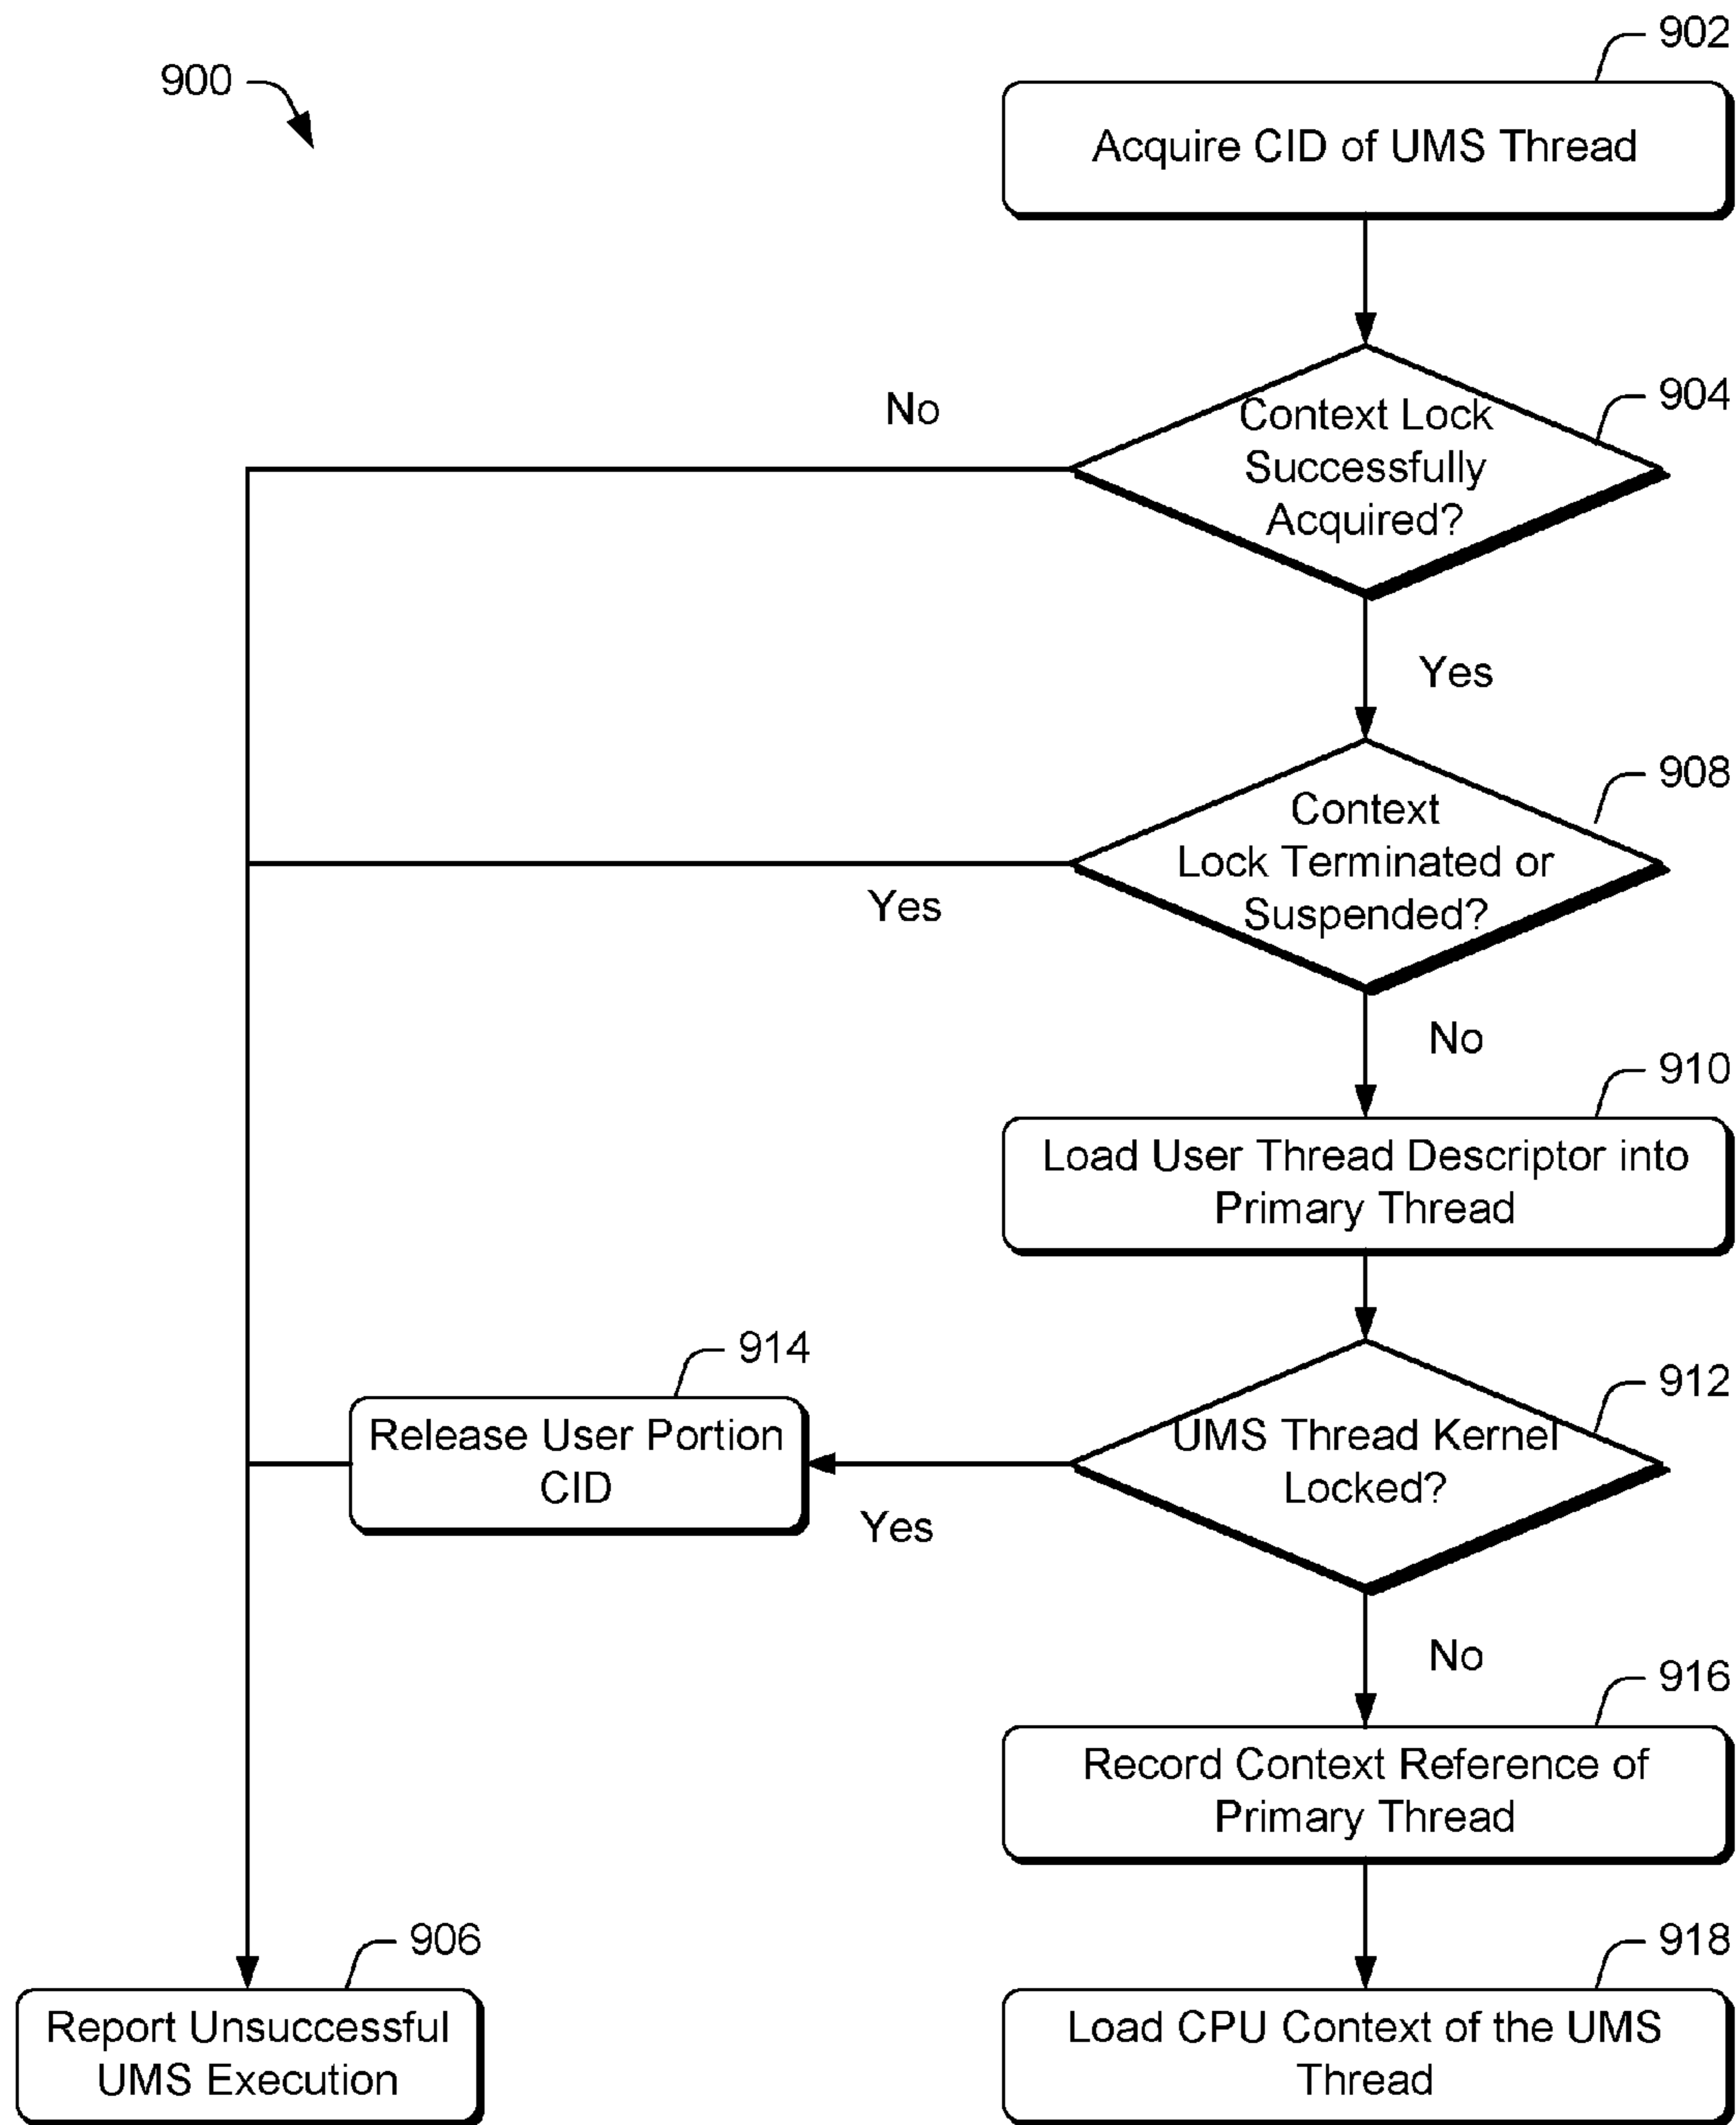 902
900
Acquire CID of UMS Thread
904
No
Context Lock
Successfully
Acquired?
Yes
908
Context
Lock Terminated or
Suspended?
Yes
No
910
Load User Thread Descriptor into
Primary Thread
914
912
Release User Portion
CID
UMS Thread Kernel
Locked?
Yes
No
916
Record Context Reference of
Primary Thread
906
918
Report Unsuccessful
UMS Execution
Load CPU Context of the UMS
Thread